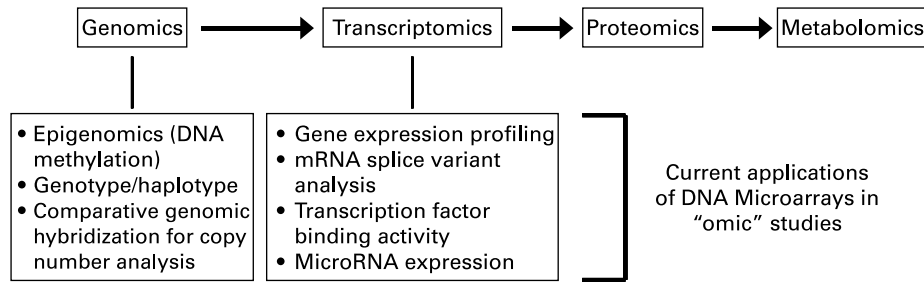 Genomics
Transcriptomics
Proteomics
Metabolomics
• Epigenomics (DNA
methylation)
• Genotype/haplotype
• Comparative genomic
hybridization for copy
number analysis
• Gene expression profiling
• mRNA splice variant
analysis
• Transcription factor
binding activity
• MicroRNA expression
Current applications
of DNA Microarrays in
“omic” studies